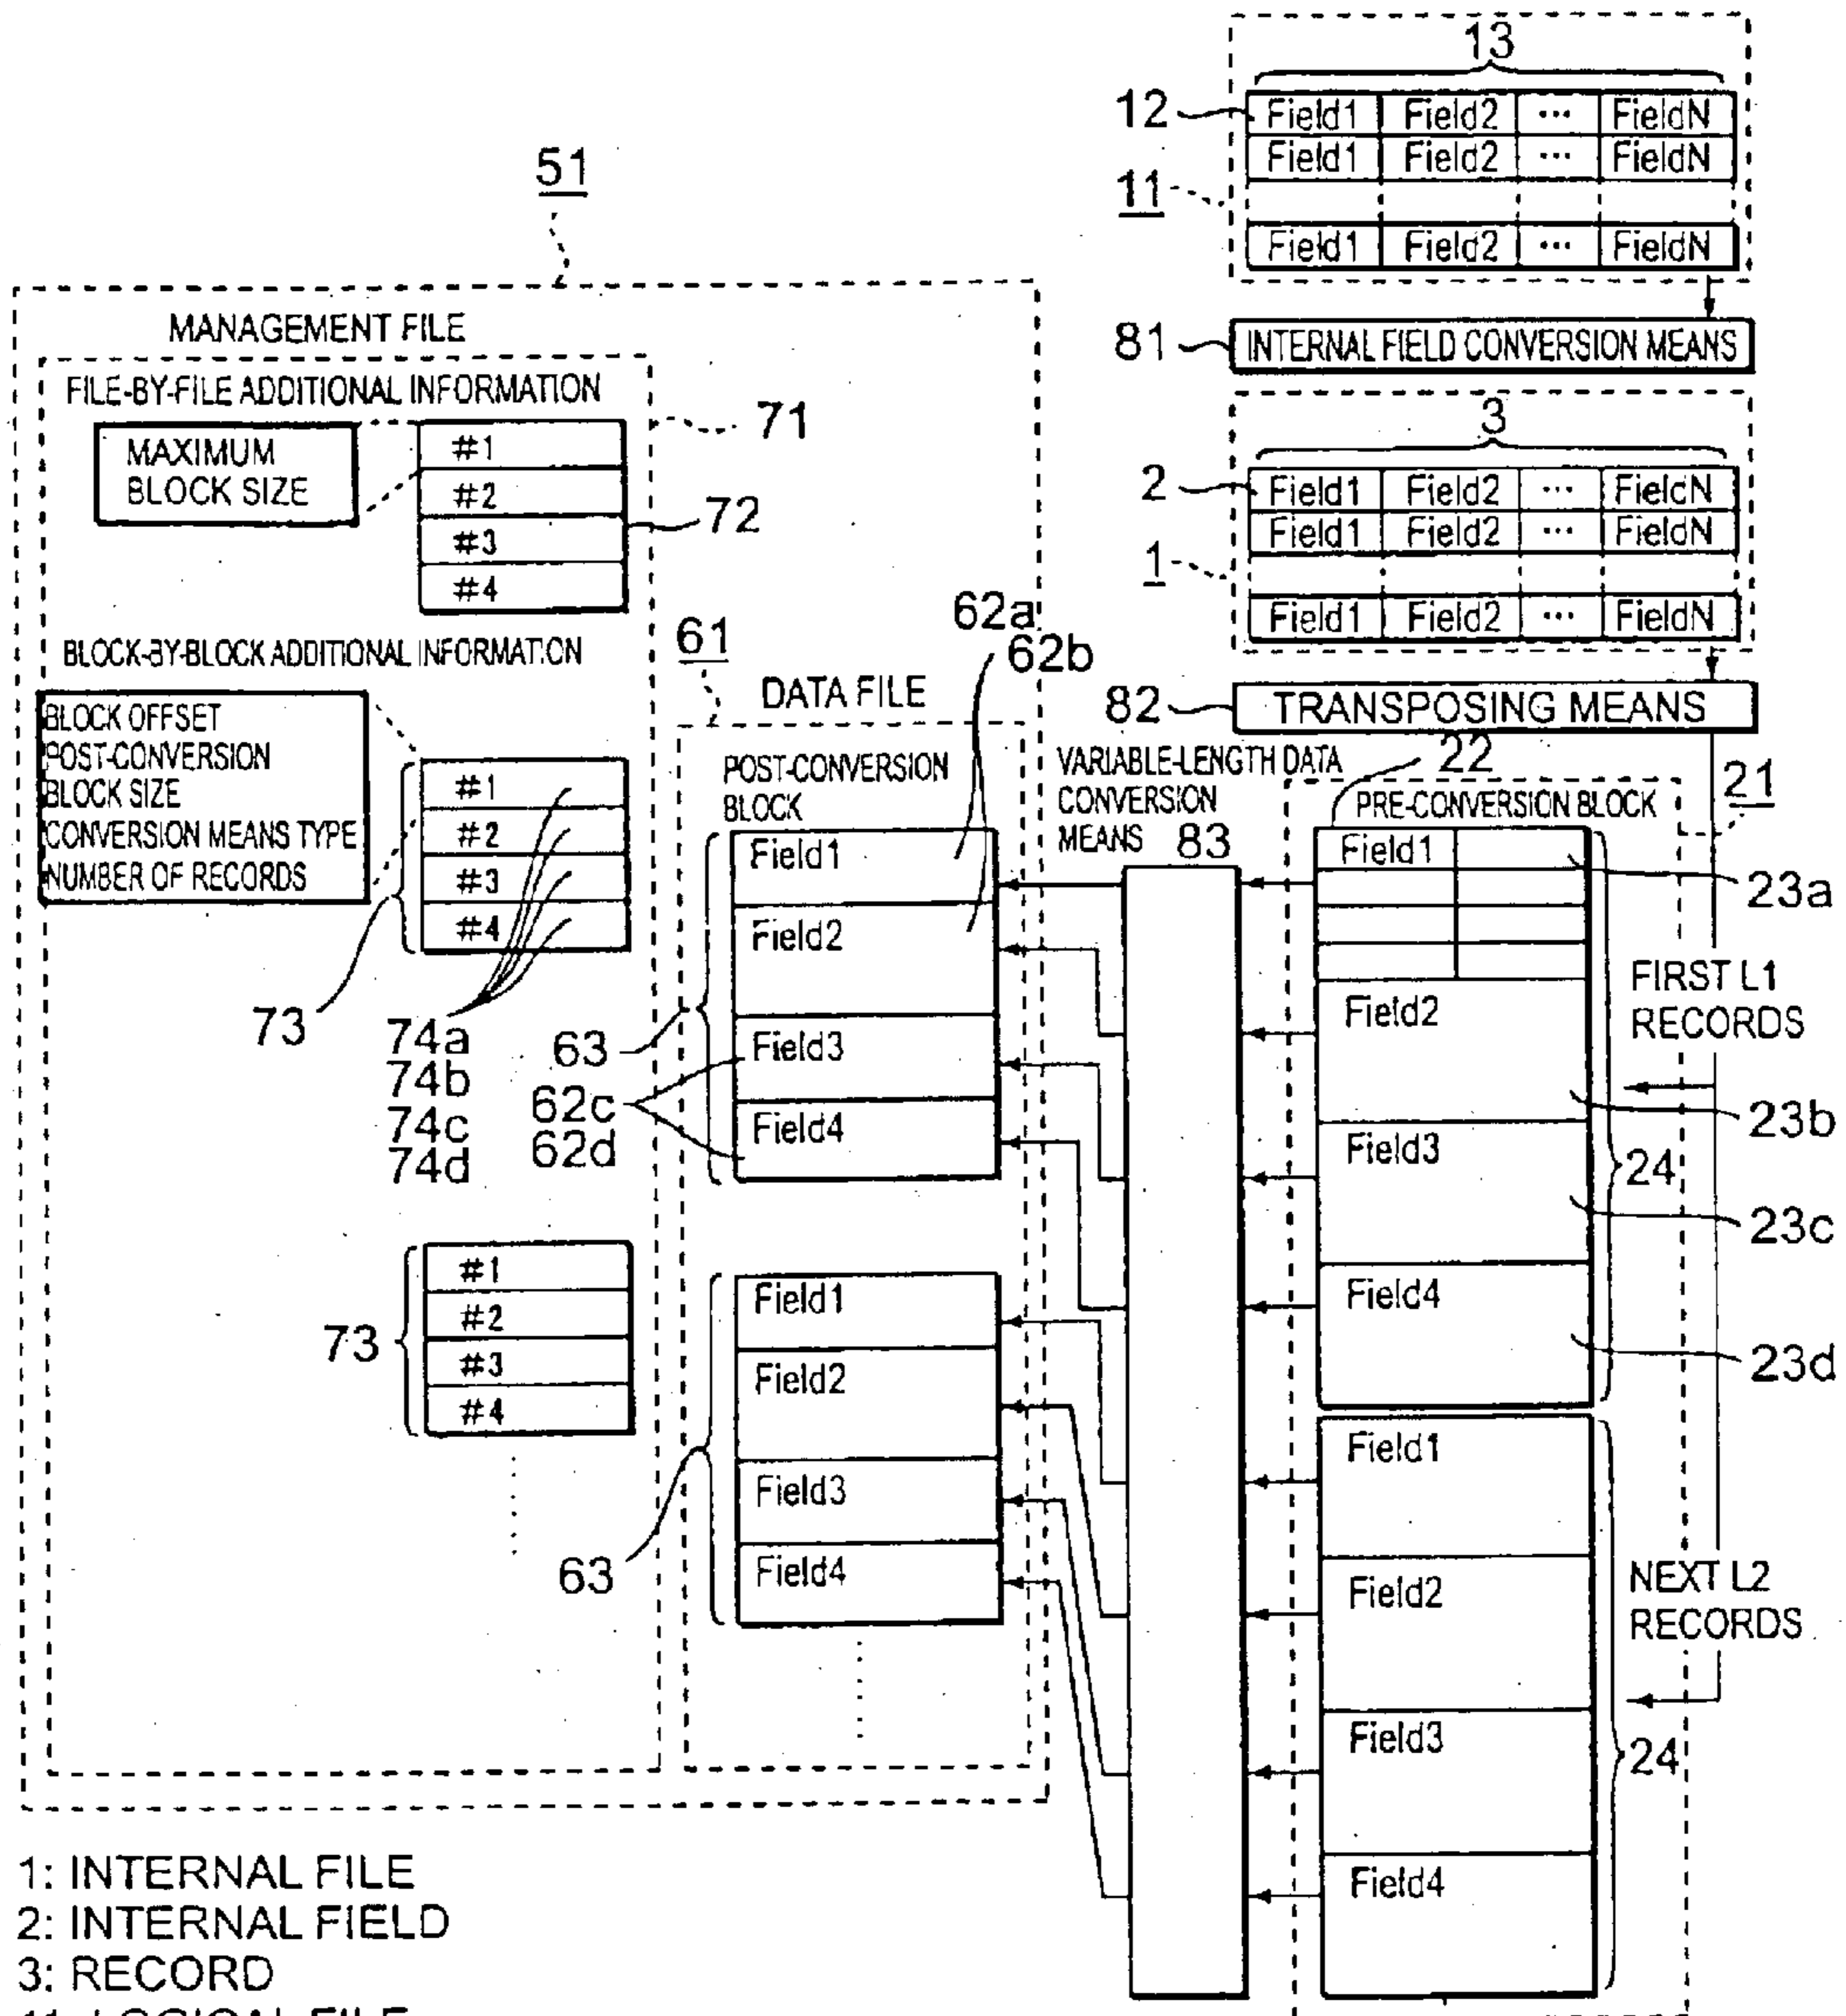 13
12
Field1 Field2 ... FieldN
Field1 Field2 ... FieldN
11
Field1 Field2 ... FieldN
81
INTERNAL FIELD CONVERSION MEANS
3
2
Field1 Field2 ... FieldN
Field1 Field2 ... FieldN
1
Field1 Field2 ... FieldN
82
TRANSPOSING MEANS
51
MANAGEMENT FILE
FILE-BY-FILE ADDITIONAL INFORMATION
71
MAXIMUM
BLOCK SIZE
#1
#2
#3
#4
72
BLOCK-BY-BLOCK ADDITIONAL INFORMATION
BLOCK OFFSET
POST-CONVERSION
BLOCK SIZE
CONVERSION MEANS TYPE
NUMBER OF RECORDS
#1
#2
#3
#4
73
74a
74b
74c
74d
73
#1
#2
#3
#4
61
DATA FILE
62a
62b
POST-CONVERSION
BLOCK
Field1
Field2
Field3
Field4
63
62c
62d
Field1
Field2
Field3
Field4
63
VARIABLE-LENGTH DATA
CONVERSION
MEANS
83
22
21
PRE-CONVERSION BLOCK
Field1
23a
FIRST L1
RECORDS
Field2
23b
Field3
24
23c
Field4
23d
Field1
Field2
NEXT L2
RECORDS
Field3
24
Field4
1: INTERNAL FILE
2: INTERNAL FIELD
3: RECORD
11: LOGICAL FILE